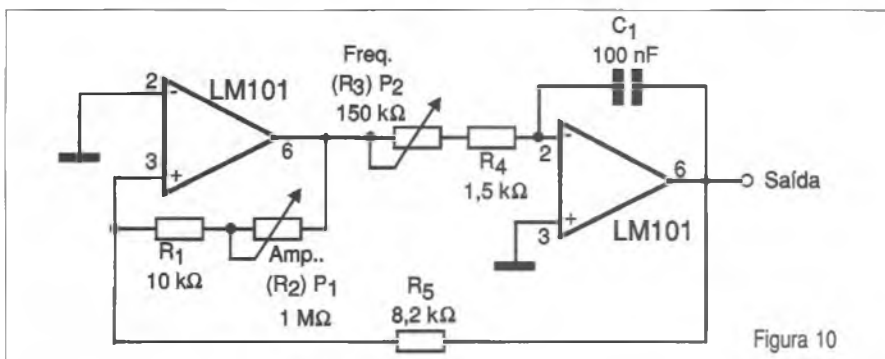 C1
100 nF
Freq.
(R3) P2
150 kΩ
LM101
2
-
3
+
6
R4
1,5 kΩ
2
-
3
+
6
Saída
LM101
R1
10 kΩ
Amp..
(R2) P1
1 MΩ
R5
8,2 kΩ
Figura 10